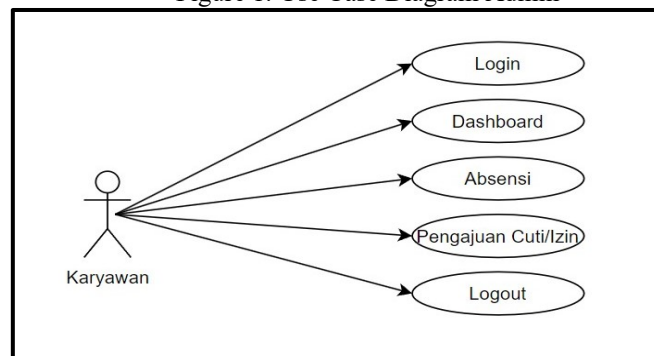 Figure 1. Use Case Diagram Admin
Login
Dashboard
Absensi
Pengajuan Cuti/Izin
Karyawan
Logout